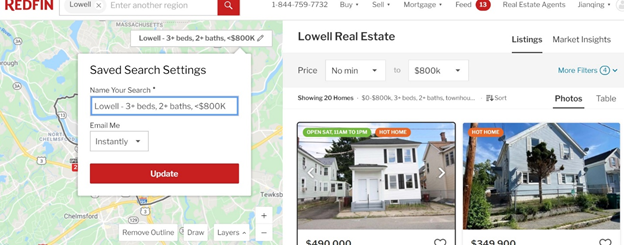 REDFIN
Lowell
Enter another region
1-844-759-7732
Buy
Sell
Mortgage
Feed 13
Real Estate Agents
Jianqing
MASSACHUSETTS
Lowell - 3+ beds, 2+ baths, <$800K
Saved Search Settings
Name Your Search *
Lowell - 3+ beds, 2+ baths, <$800K
Email Me
Instantly
Update
Chelmsford
Tewksb
Remove Outline
Draw
Layers
+
−
Lowell Real Estate
Listings
Market Insights
Price
No min
to
$800k
More Filters 4
Showing 20 Homes
$0-$800K, 3+ beds, 2+ baths, townhou...
Sort
Photos
Table
OPEN SAT, 11AM TO 1PM
HOT HOME
HOT HOME
$490,000
$349,900